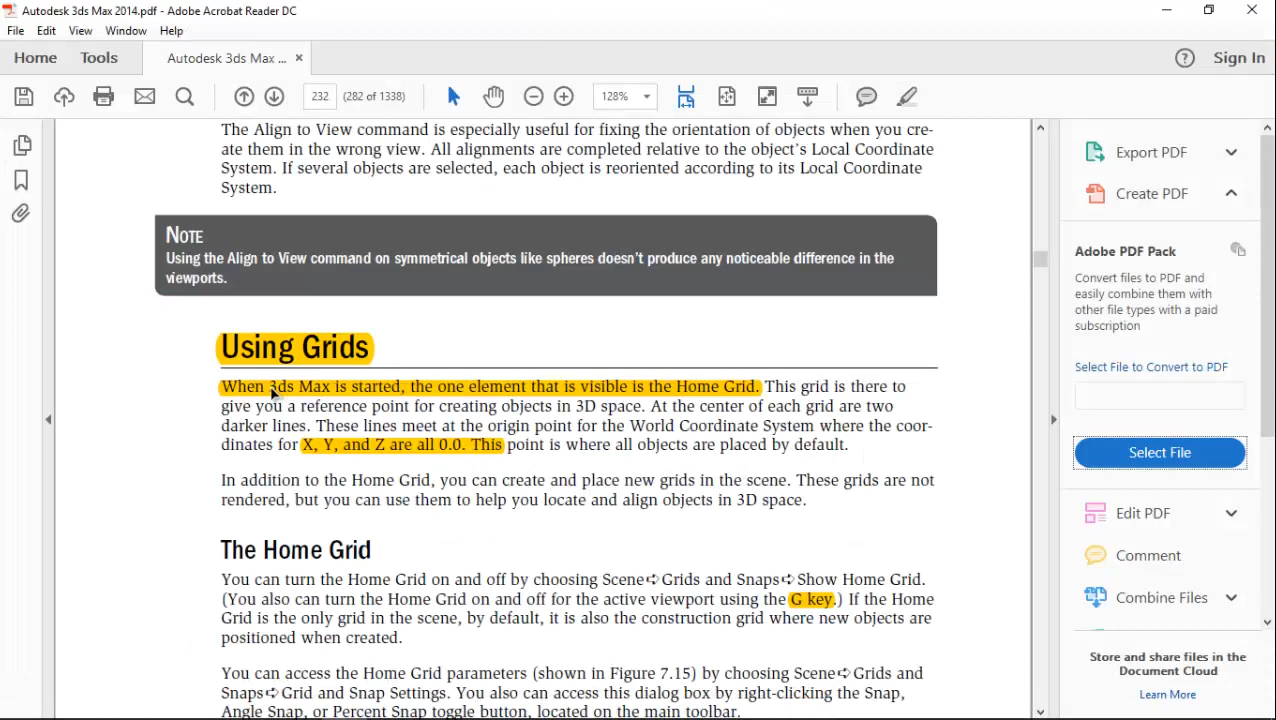 Autodesk 3ds Max 2014.pdf - Adobe Acrobat Reader DC
File Edit View Window Help
Home Tools Autodesk 3ds Max ... × ? Sign In
232 (282 of 1338) 128%
The Align to View command is especially useful for fixing the orientation of objects when you cre-
ate them in the wrong view. All alignments are completed relative to the object's Local Coordinate
System. If several objects are selected, each object is reoriented according to its Local Coordinate
System.
NOTE
Using the Align to View command on symmetrical objects like spheres doesn't produce any noticeable difference in the
viewports.
Using Grids
When 3ds Max is started, the one element that is visible is the Home Grid. This grid is there to
give you a reference point for creating objects in 3D space. At the center of each grid are two
darker lines. These lines meet at the origin point for the World Coordinate System where the coor-
dinates for X, Y, and Z are all 0.0. This point is where all objects are placed by default.
In addition to the Home Grid, you can create and place new grids in the scene. These grids are not
rendered, but you can use them to help you locate and align objects in 3D space.
The Home Grid
You can turn the Home Grid on and off by choosing Scene➪Grids and Snaps➪Show Home Grid.
(You also can turn the Home Grid on and off for the active viewport using the G key.) If the Home
Grid is the only grid in the scene, by default, it is also the construction grid where new objects are
positioned when created.
You can access the Home Grid parameters (shown in Figure 7.15) by choosing Scene➪Grids and
Snaps➪Grid and Snap Settings. You also can access this dialog box by right-clicking the Snap,
Angle Snap, or Percent Snap toggle button, located on the main toolbar.
Export PDF
Create PDF
Adobe PDF Pack
Convert files to PDF and
easily combine them with
other file types with a paid
subscription
Select File to Convert to PDF
Select File
Edit PDF
Comment
Combine Files
Store and share files in the
Document Cloud
Learn More